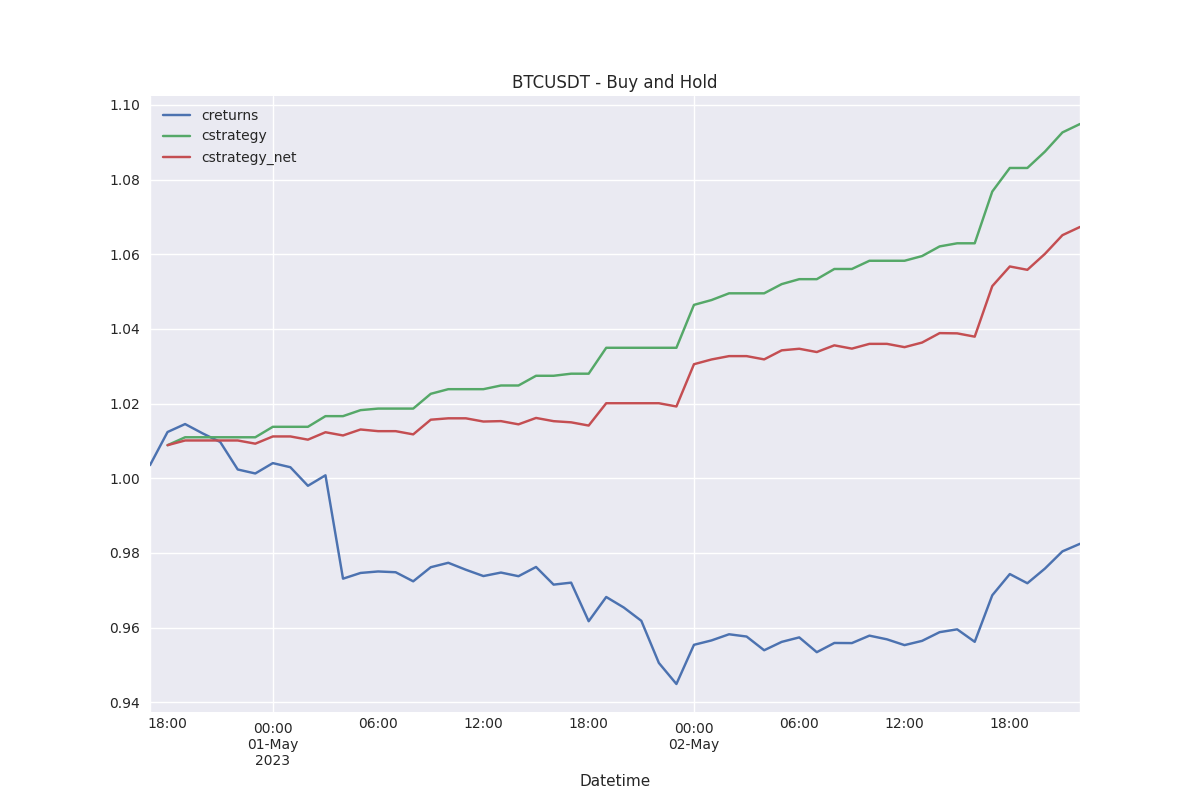 BTCUSDT - Buy and Hold
creturns
cstrategy
cstrategy_net
1.10
1.08
1.06
1.04
1.02
1.00
0.98
0.96
0.94
18:00 00:00 06:00 12:00 18:00 00:00 06:00 12:00 18:00
01-May 02-May
2023
Datetime